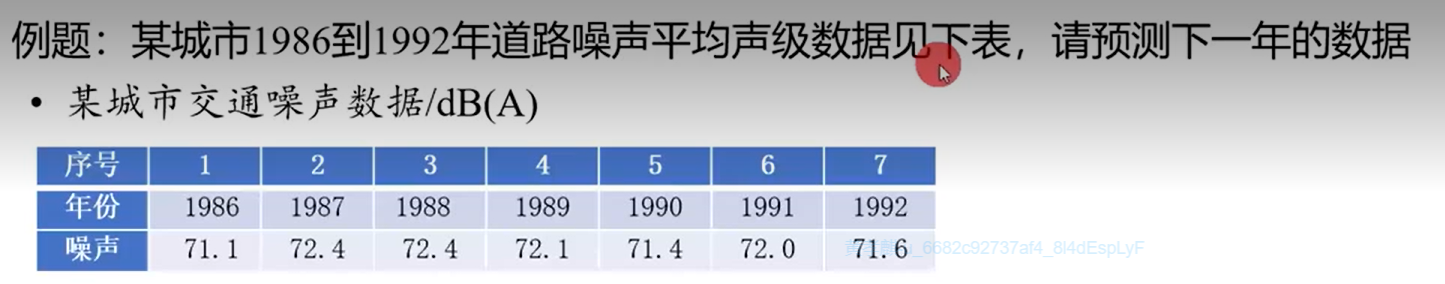 例题：某城市1986到1992年道路噪声平均声级数据见下表，请预测下一年的数据
• 某城市交通噪声数据/dB(A)
序号 1 2 3 4 5 6 7
年份 1986 1987 1988 1989 1990 1991 1992
噪声 71.1 72.4 72.4 72.1 71.4 72.0 71.6
_6682c92737af4_8l4dEspLyF